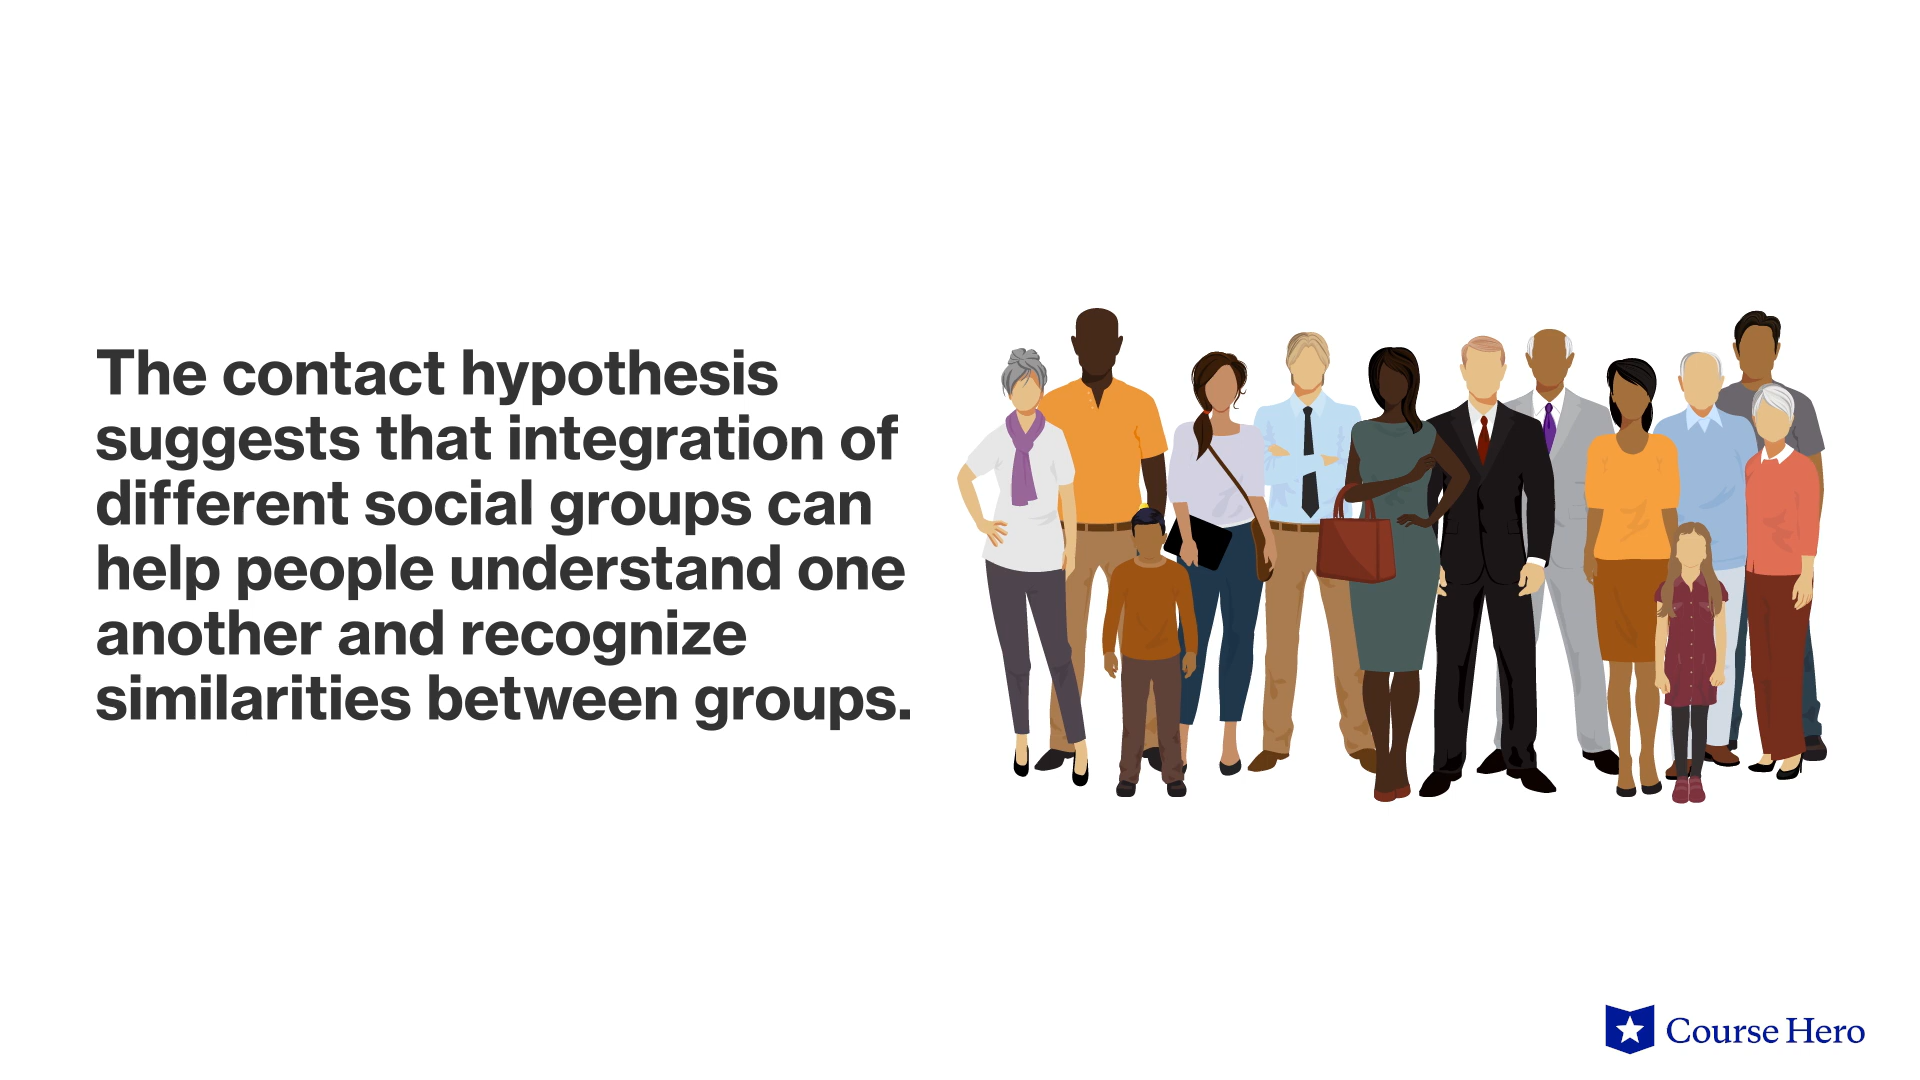 The contact hypothesis
suggests that integration of
different social groups can
help people understand one
another and recognize
similarities between groups.
Course Hero